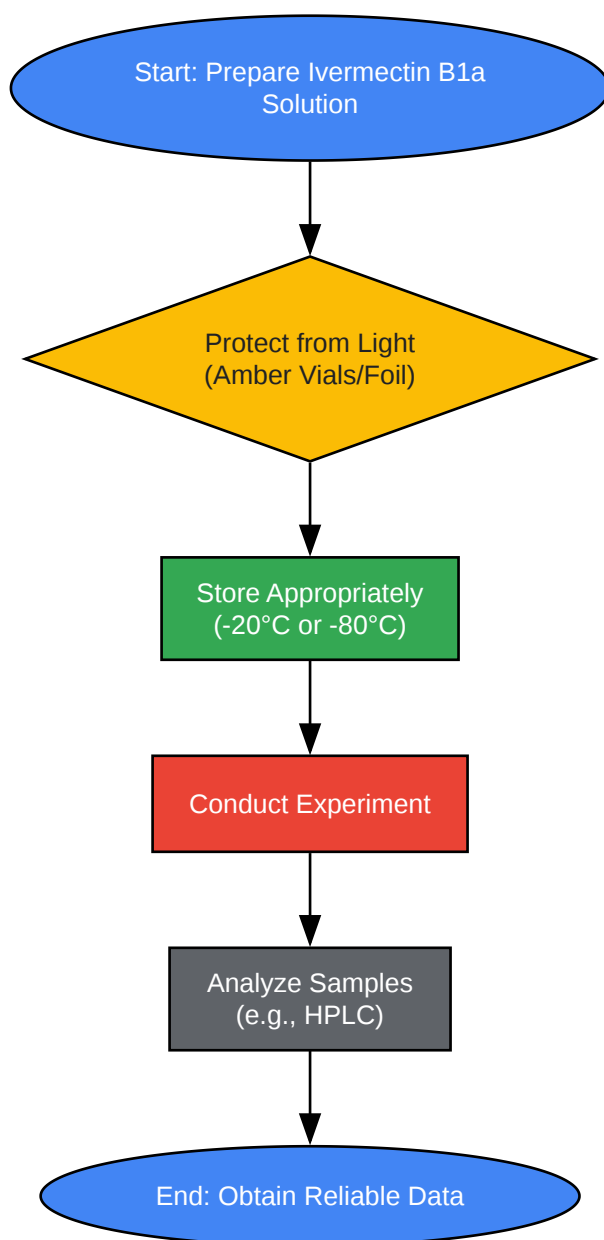 Start: Prepare Ivermectin B1a
Solution
Protect from Light
(Amber Vials/Foil)
Store Appropriately
(-20°C or -80°C)
Conduct Experiment
Analyze Samples
(e.g., HPLC)
End: Obtain Reliable Data